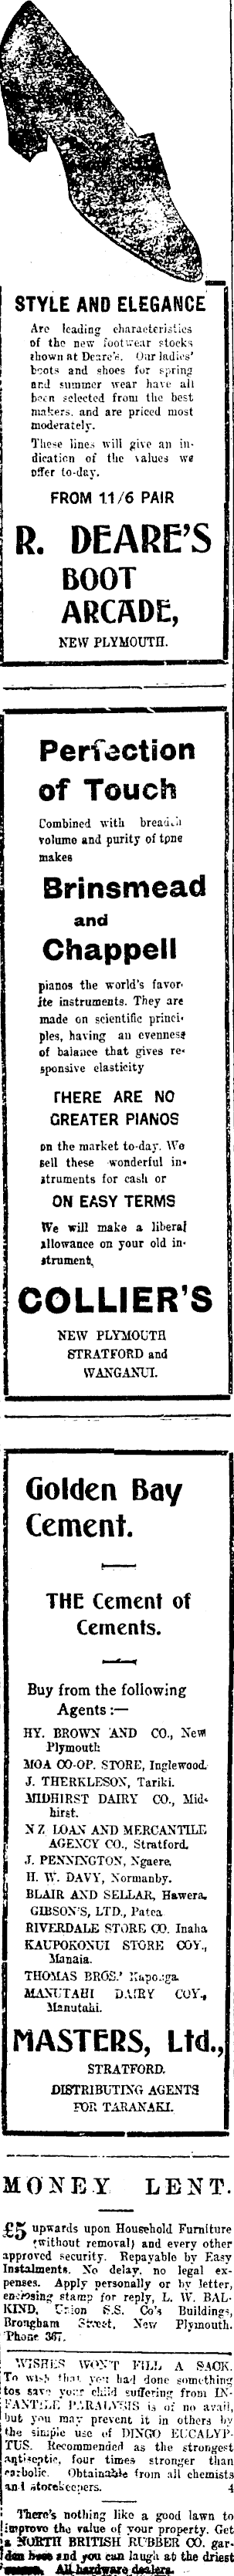 STYLE AND ELEGANCE
Are leading characteristics
of the new footwear stocks
shown at Deare's. Our ladies'
boots and shoes for spring
and summer wear have all
been selected from the best
makers, and are priced most
moderately.
These lines will give an in-
dication of the values we
offer to-day.
FROM 11/6 PAIR
R. DEARE'S
BOOT
ARCADE,
NEW PLYMOUTH.
Perfection
of Touch
Combined with breadth
volume and purity of tone
makes
Brinsmead
and
Chappell
pianos the world's favor-
ite instruments. They are
made on scientific princi-
ples, having an evenness
of balance that gives re-
sponsive elasticity
THERE ARE NO
GREATER PIANOS
on the market to-day. We
sell these wonderful in-
struments for cash or
ON EASY TERMS
We will make a liberal
allowance on your old in-
strument,
COLLIER'S
NEW PLYMOUTH
STRATFORD and
WANGANUI.
Golden Bay
Cement.
THE Cement of
Cements.
Buy from the following
Agents :—
HY. BROWN AND CO., New
Plymouth
MOA CO-OP. STORE, Inglewood.
J. THERKLESON, Tariki.
MIDHIRST DAIRY CO., Mid-
hirst.
N Z LOAN AND MERCANTILE
AGENCY CO., Stratford.
J. PENNINGTON, Ngaere.
H. W. DAVY, Normanby.
BLAIR AND SELLAR, Hawera.
GIBSON'S, LTD., Patea
RIVERDALE STORE CO. Inaha
KAUPOKONUI STORE COY.,
Manaia.
THOMAS BROS.' Kaponga
MANUTAHI DAIRY COY.,
Manutahi.
MASTERS, Ltd.,
STRATFORD.
DISTRIBUTING AGENTS
FOR TARANAKI.
MONEY LENT.
£5 upwards upon Household Furniture
(without removal) and every other
approved security. Repayable by Easy
Instalments. No delay, no legal ex-
penses. Apply personally or by letter,
enclosing stamp for reply, L. W. BAL-
KIND, Union S.S. Co's Buildings,
Brougham Street, New Plymouth.
'Phone 367.
WISHES WON'T FILL A SACK.
To wish that you had done something
to save your child suffering from IN-
FANTILE PARALYSIS is of no avail,
but you may prevent it in others by
the simple use of DINGO EUCALYP-
TUS. Recommended as the strongest
antiseptic, four times stronger than
carbolic. Obtainable from all chemists
and storekeepers. 4
There's nothing like a good lawn to
improve the value of your property. Get
a NORTH BRITISH RUBBER CO. gar-
den hose and you can laugh at the driest
season. All hardware dealers.